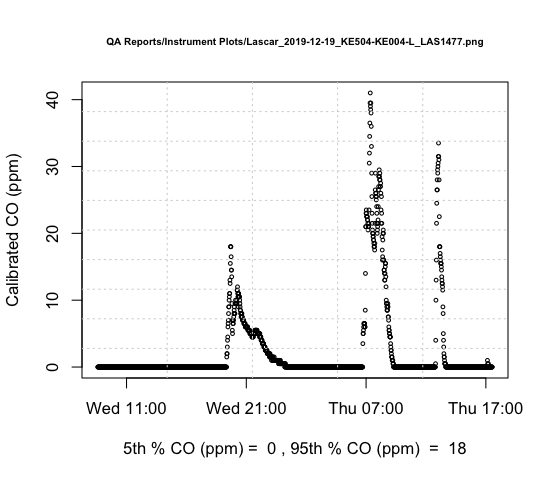 QA Reports/Instrument Plots/Lascar_2019-12-19_KE504-KE004-L_LAS1477.png
Calibrated CO (ppm)
40
30
20
10
0
Wed 11:00 Wed 21:00 Thu 07:00 Thu 17:00
5th % CO (ppm) = 0 , 95th % CO (ppm) = 18